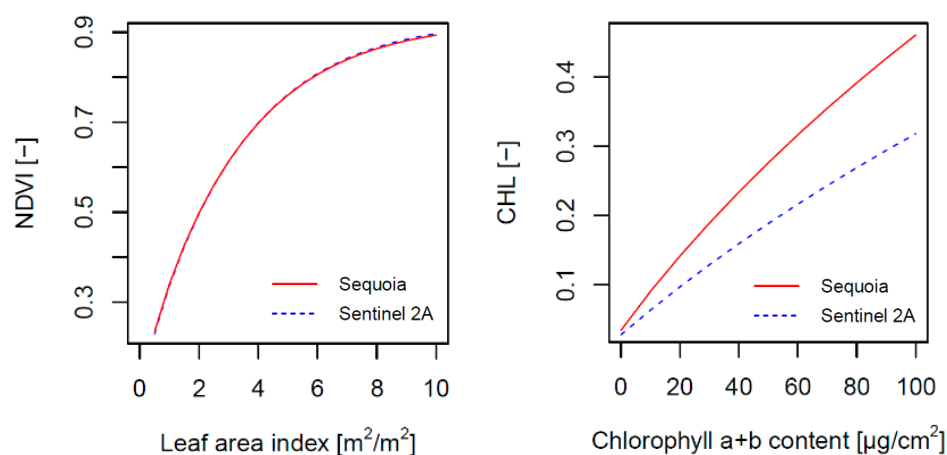 NDVI [−]
0.9
0.7
0.5
0.3
Sequoia
Sentinel 2A
0 2 4 6 8 10
Leaf area index [m²/m²]
CHL [−]
0.4
0.3
0.2
0.1
Sequoia
Sentinel 2A
0 20 40 60 80 100
Chlorophyll a+b content [µg/cm²]